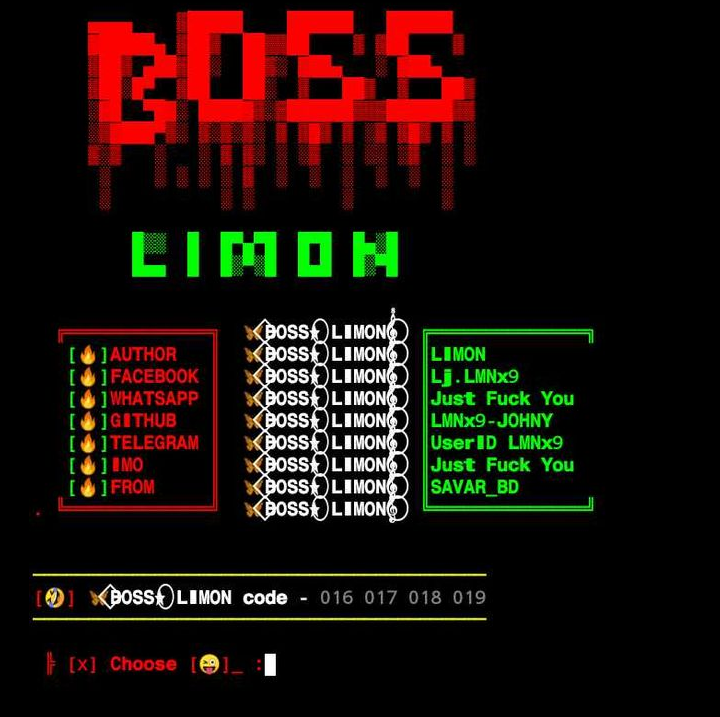 BOSS
LIMON
BOSS★ LIMON
[🔥]AUTHOR BOSS★ LIMON LIMON
[🔥]FACEBOOK BOSS★ LIMON Lj.LMNx9
[🔥]WHATSAPP BOSS★ LIMON Just Fuck You
[🔥]GITHUB BOSS★ LIMON LMNx9-JOHNY
[🔥]TELEGRAM BOSS★ LIMON UserID LMNx9
[🔥]IMO BOSS★ LIMON Just Fuck You
[🔥]FROM BOSS★ LIMON SAVAR_BD
. BOSS★ LIMON
[🤣] BOSS★ LIMON code - 016 017 018 019
╠ [x] Choose [😜]_ :